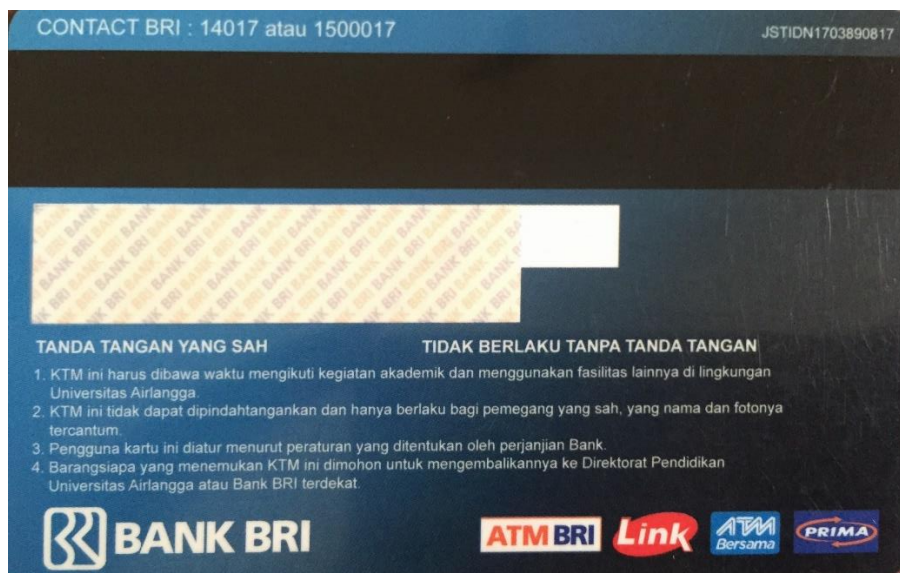 CONTACT BRI : 14017 atau 1500017
JSTIDN1703890817
BANK BRI
TANDA TANGAN YANG SAH
TIDAK BERLAKU TANPA TANDA TANGAN
1. KTM ini harus dibawa waktu mengikuti kegiatan akademik dan menggunakan fasilitas lainnya di lingkungan
Universitas Airlangga.
2. KTM ini tidak dapat dipindahtangankan dan hanya berlaku bagi pemegang yang sah, yang nama dan fotonya
tercantum.
3. Pengguna kartu ini diatur menurut peraturan yang ditentukan oleh perjanjian Bank.
4. Barangsiapa yang menemukan KTM ini dimohon untuk mengembalikannya ke Direktorat Pendidikan
Universitas Airlangga atau Bank BRI terdekat.
BANK BRI
ATM BRI
Link
ATM Bersama
PRIMA